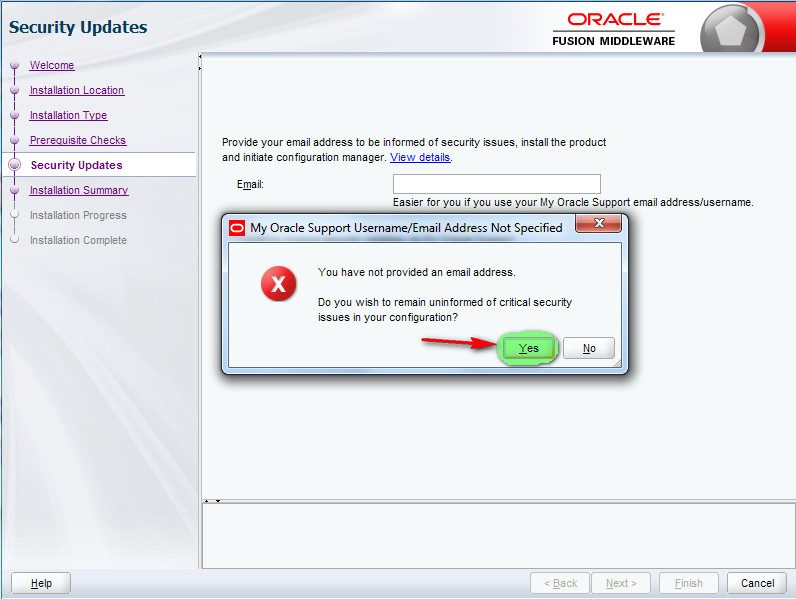 Security Updates
ORACLE®
FUSION MIDDLEWARE
Welcome
Installation Location
Installation Type
Prerequisite Checks
Security Updates
Installation Summary
Installation Progress
Installation Complete
Provide your email address to be informed of security issues, install the product
and initiate configuration manager. View details.
Email:
Easier for you if you use your My Oracle Support email address/username.
My Oracle Support Username/Email Address Not Specified
X
You have not provided an email address.
Do you wish to remain uninformed of critical security
issues in your configuration?
Yes
No
Help
< Back
Next >
Finish
Cancel